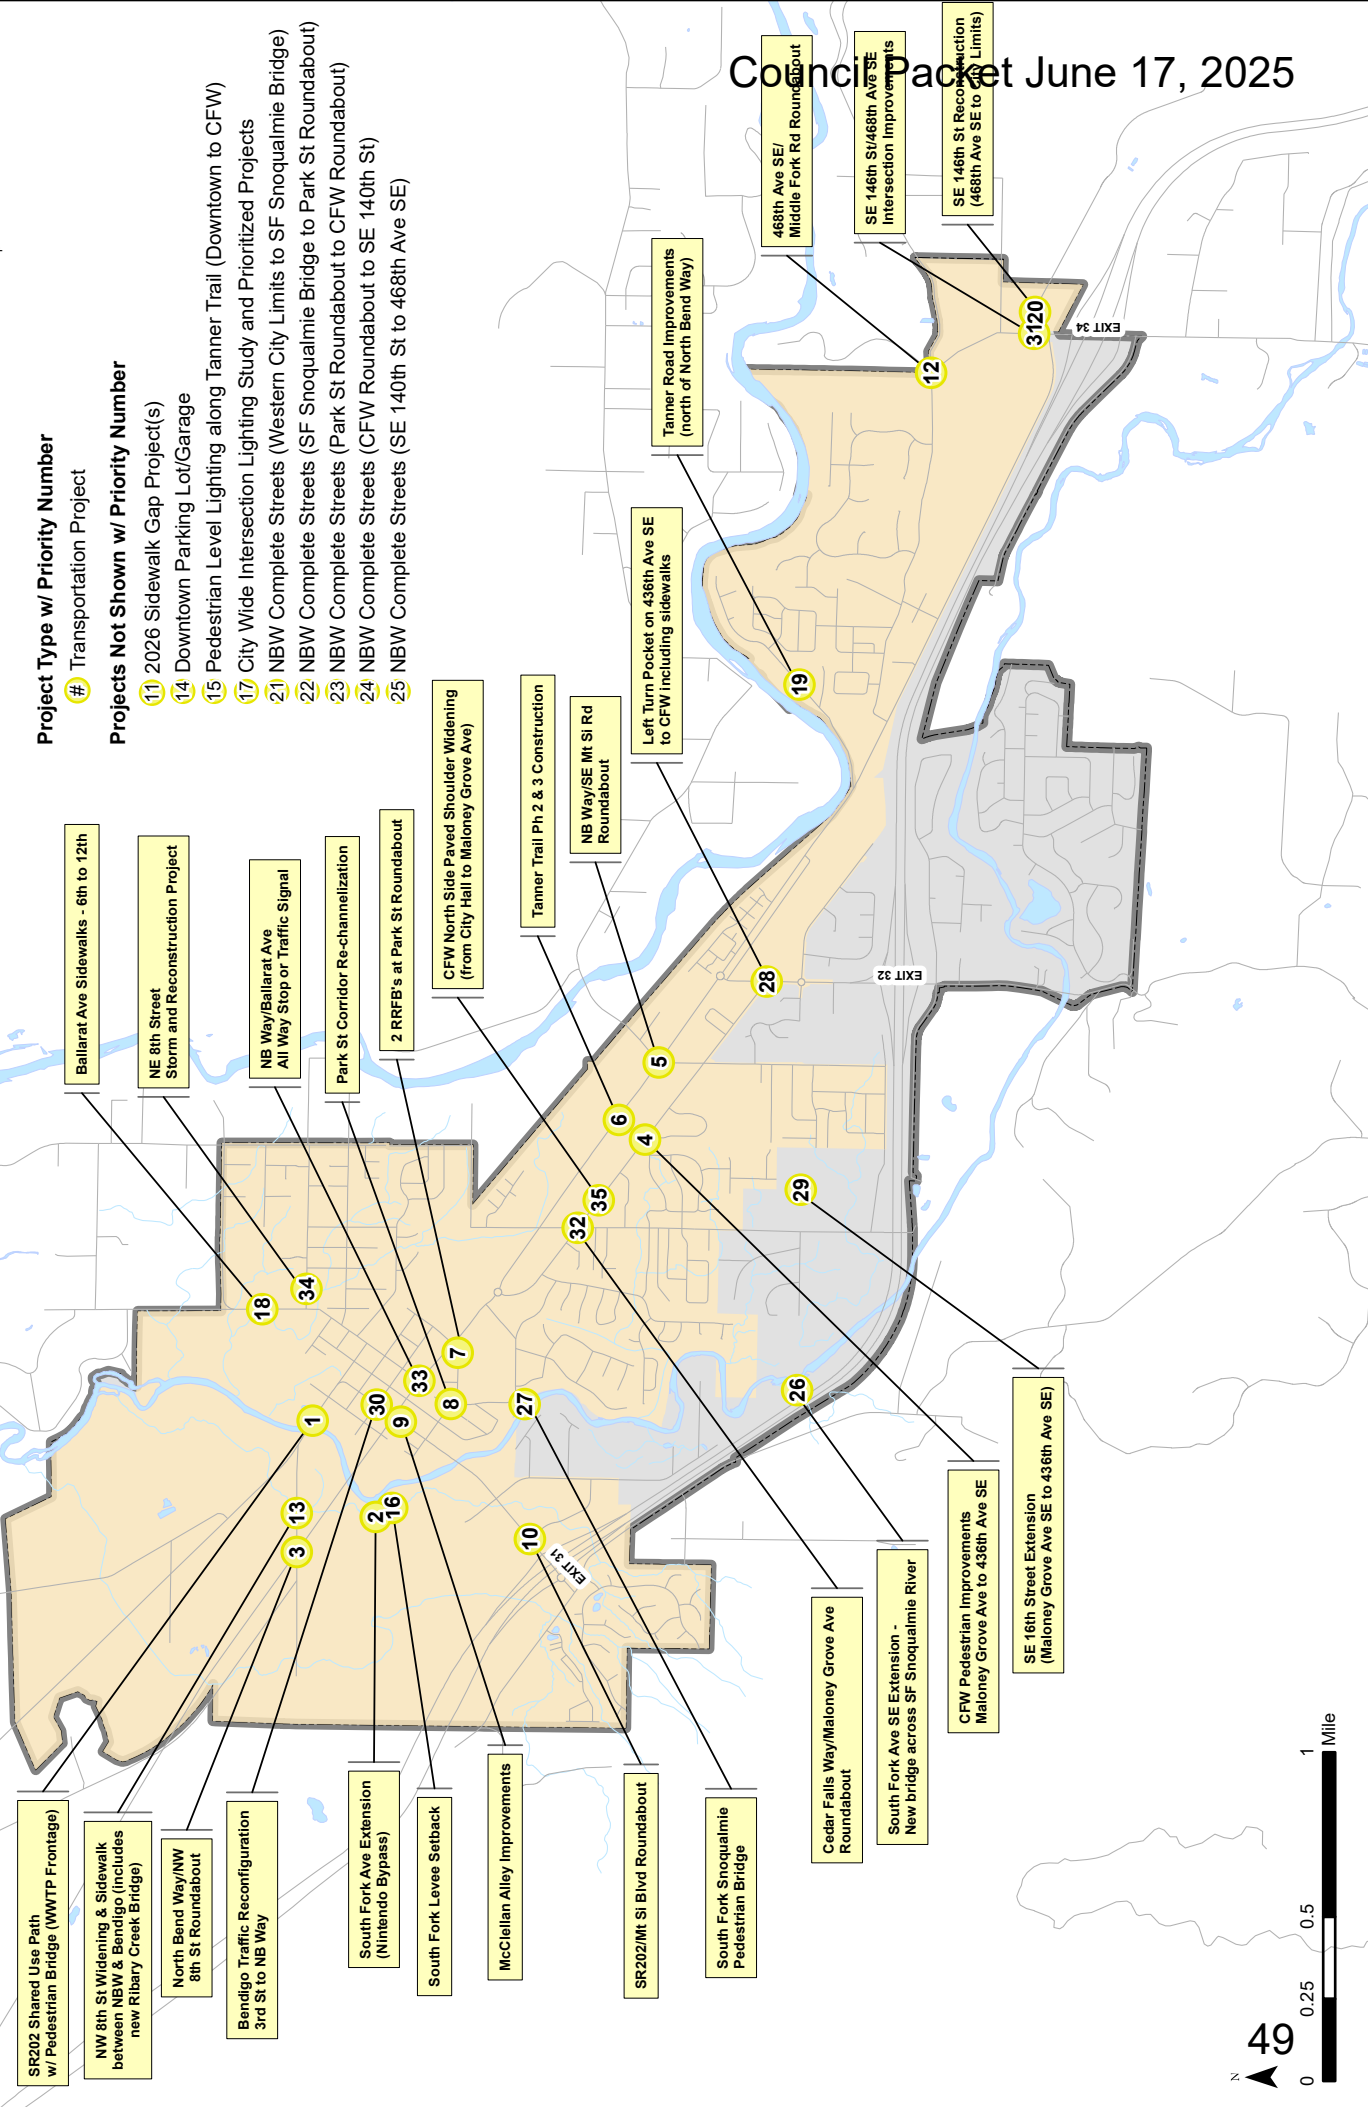 Council Packet June 17, 2025
Project Type w/ Priority Number
# Transportation Project
Projects Not Shown w/ Priority Number
11 2026 Sidewalk Gap Project(s)
14 Downtown Parking Lot/Garage
15 Pedestrian Level Lighting along Tanner Trail (Downtown to CFW)
17 City Wide Intersection Lighting Study and Prioritized Projects
21 NBW Complete Streets (Western City Limits to SF Snoqualmie Bridge)
22 NBW Complete Streets (SF Snoqualmie Bridge to Park St Roundabout)
23 NBW Complete Streets (Park St Roundabout to CFW Roundabout)
24 NBW Complete Streets (CFW Roundabout to SE 140th St)
25 NBW Complete Streets (SE 140th St to 468th Ave SE)
Ballarat Ave Sidewalks - 6th to 12th
NE 8th Street
Storm and Reconstruction Project
NB Way/Ballarat Ave
All Way Stop or Traffic Signal
Park St Corridor Re-channelization
2 RRFB's at Park St Roundabout
CFW North Side Paved Shoulder Widening
(from City Hall to Maloney Grove Ave)
Tanner Trail Ph 2 & 3 Construction
NB Way/SE Mt Si Rd
Roundabout
Left Turn Pocket on 436th Ave SE
to CFW including sidewalks
Tanner Road Improvements
(north of North Bend Way)
468th Ave SE/
Middle Fork Rd Roundabout
SE 146th St/468th Ave SE
Intersection Improvements
SE 146th St Reconstruction
(468th Ave SE to City Limits)
SR202 Shared Use Path
w/ Pedestrian Bridge (WWTP Frontage)
NW 8th St Widening & Sidewalk
between NBW & Bendigo (includes
new Ribary Creek Bridge)
North Bend Way/NW
8th St Roundabout
Bendigo Traffic Reconfiguration
3rd St to NB Way
South Fork Ave Extension
(Nintendo Bypass)
South Fork Levee Setback
McClellan Alley Improvements
SR202/Mt Si Blvd Roundabout
South Fork Snoqualmie
Pedestrian Bridge
Cedar Falls Way/Maloney Grove Ave
Roundabout
South Fork Ave SE Extension -
New bridge across SF Snoqualmie River
CFW Pedestrian Improvements
Maloney Grove Ave to 436th Ave SE
SE 16th Street Extension
(Maloney Grove Ave SE to 436th Ave SE)
18
34
1
13
3
30
33
9
8
7
2
16
27
10
EXIT 31
32
35
6
4
5
28
29
26
EXIT 32
19
12
31
20
EXIT 34
N
0
0.25
0.5
1
Mile
49